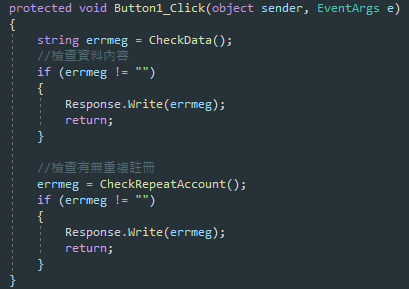 protected void Button1_Click(object sender, EventArgs e)
{
    string errmeg = CheckData();
    //檢查資料內容
    if (errmeg != "")
    {
        Response.Write(errmeg);
        return;
    }

    //檢查有無重複註冊
    errmeg = CheckRepeatAccount();
    if (errmeg != "")
    {
        Response.Write(errmeg);
        return;
    }
}